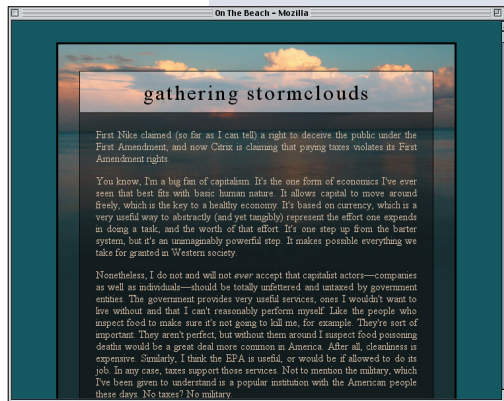 On The Beach - Mozilla
gathering stormclouds
First Nike claimed (so far as I can tell) a right to deceive the public under the
First Amendment, and now Citrix is claiming that paying taxes violates its First
Amendment rights.
You know, I'm a big fan of capitalism. It's the one form of economics I've ever
seen that best fits with basic human nature. It allows capital to move around
freely, which is the key to a healthy economy. It's based on currency, which is a
very useful way to abstractly (and yet tangibly) represent the effort one expends
in doing a task, and the worth of that effort. It's one step up from the barter
system, but it's an unimaginably powerful step. It makes possible everything we
take for granted in Western society.
Nonetheless, I do not and will not ever accept that capitalist actors—companies
as well as individuals—should be totally unfettered and untaxed by government
entities. The government provides very useful services, ones I wouldn't want to
live without and that I can't reasonably perform myself. Like the people who
inspect food to make sure it's not going to kill me, for example. They're sort of
important. They aren't perfect, but without them around I suspect food poisoning
deaths would be a great deal more common in America. After all, cleanliness is
expensive. Similarly, I think the EPA is useful, or would be if allowed to do its
job. In any case, taxes support those services. Not to mention the military, which
I've been given to understand is a popular institution with the American people
these days. No taxes? No military